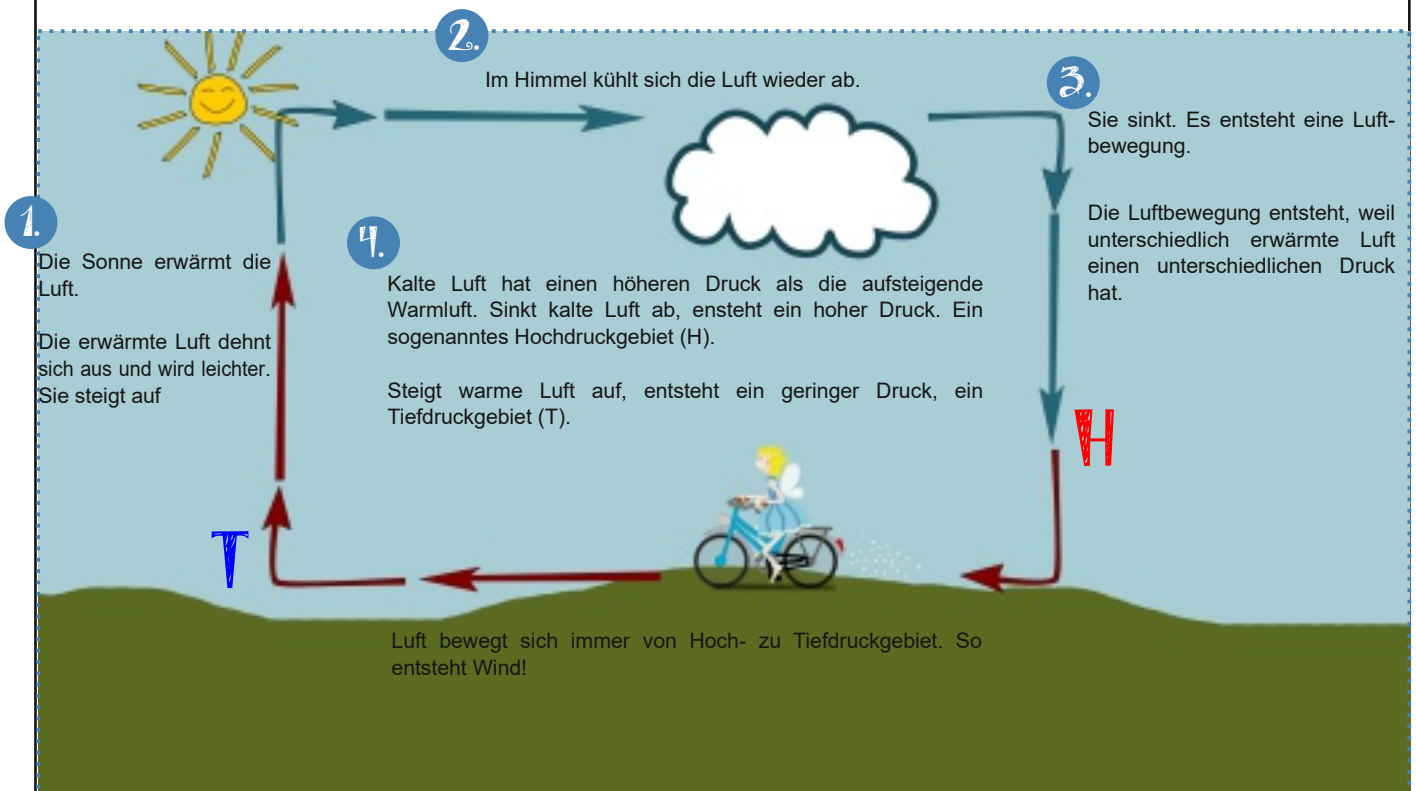 1.
Die Sonne erwärmt die
Luft.
Die erwärmte Luft dehnt
sich aus und wird leichter.
Sie steigt auf
2.
Im Himmel kühlt sich die Luft wieder ab.
3.
Sie sinkt. Es entsteht eine Luft-
bewegung.
Die Luftbewegung entsteht, weil
unterschiedlich erwärmte Luft
einen unterschiedlichen Druck
hat.
4.
Kalte Luft hat einen höheren Druck als die aufsteigende
Warmluft. Sinkt kalte Luft ab, ensteht ein hoher Druck. Ein
sogenanntes Hochdruckgebiet (H).
Steigt warme Luft auf, entsteht ein geringer Druck, ein
Tiefdruckgebiet (T).
H
T
Luft bewegt sich immer von Hoch- zu Tiefdruckgebiet. So
entsteht Wind!